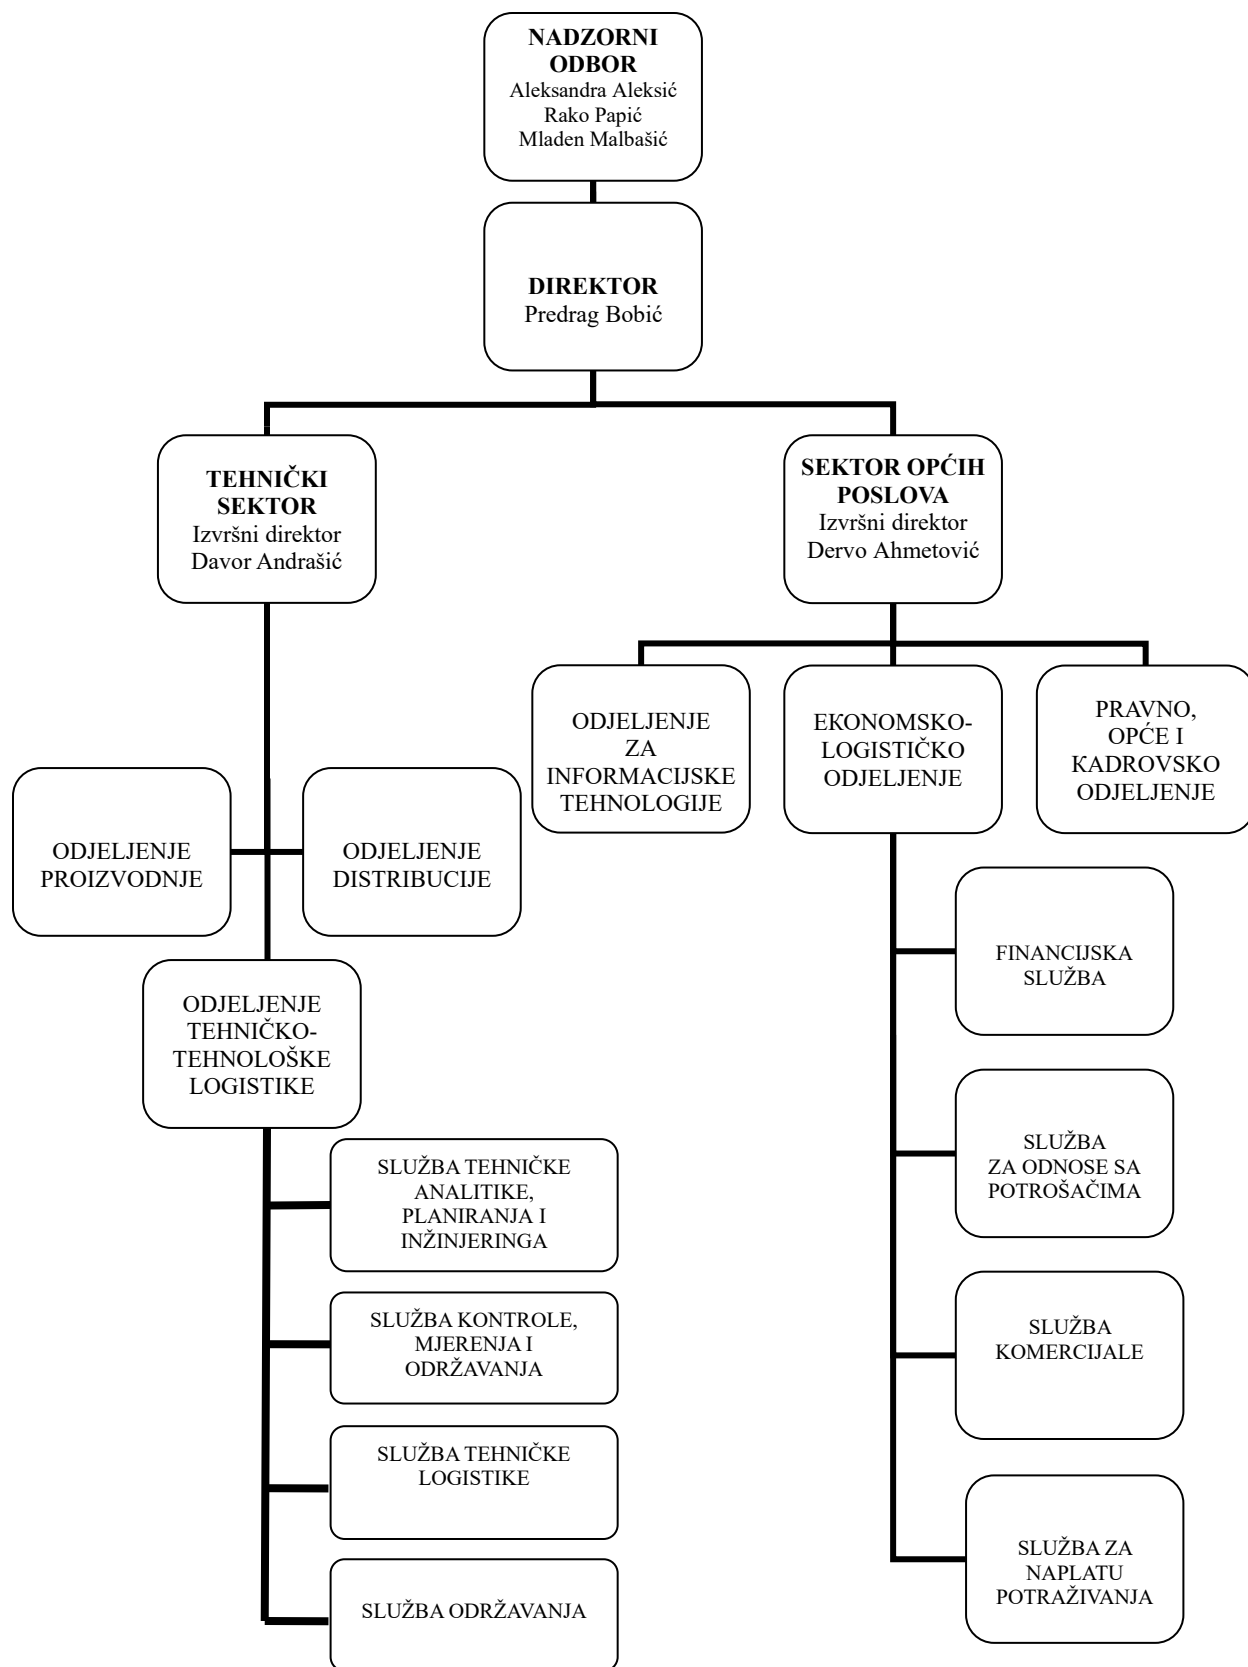 NADZORNI
ODBOR
Aleksandra Aleksić
Rako Papić
Mladen Malbašić
DIREKTOR
Predrag Bobić
TEHNIČKI
SEKTOR
Izvršni direktor
Davor Andrašić
SEKTOR OPĆIH
POSLOVA
Izvršni direktor
Dervo Ahmetović
ODJELJENJE
ZA
INFORMACIJSKE
TEHNOLOGIJE
EKONOMSKO-
LOGISTIČKO
ODJELJENJE
PRAVNO,
OPĆE I
KADROVSKO
ODJELJENJE
ODJELJENJE
PROIZVODNJE
ODJELJENJE
DISTRIBUCIJE
ODJELJENJE
TEHNIČKO-
TEHNOLOŠKE
LOGISTIKE
SLUŽBA TEHNIČKE
ANALITIKE,
PLANIRANJA I
INŽINJERINGA
SLUŽBA KONTROLE,
MJERENJA I
ODRŽAVANJA
SLUŽBA TEHNIČKE
LOGISTIKE
SLUŽBA ODRŽAVANJA
FINANCIJSKA
SLUŽBA
SLUŽBA
ZA ODNOSE SA
POTROŠAČIMA
SLUŽBA
KOMERCIJALE
SLUŽBA ZA
NAPLATU
POTRAŽIVANJA